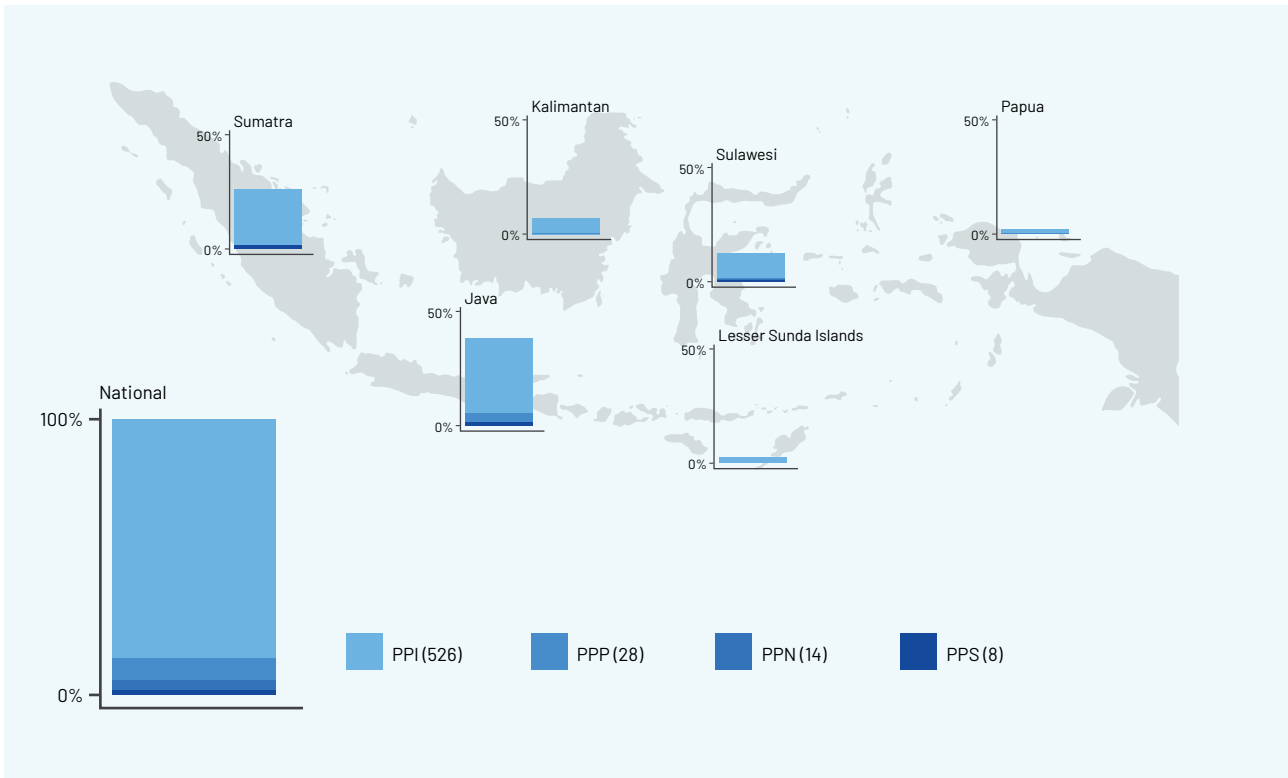 Kalimantan
50%
0%
Papua
50%
0%
Sumatra
50%
0%
Sulawesi
50%
0%
Java
50%
0%
Lesser Sunda Islands
50%
0%
National
100%
0%
PPI (526)
PPP (28)
PPN (14)
PPS (8)